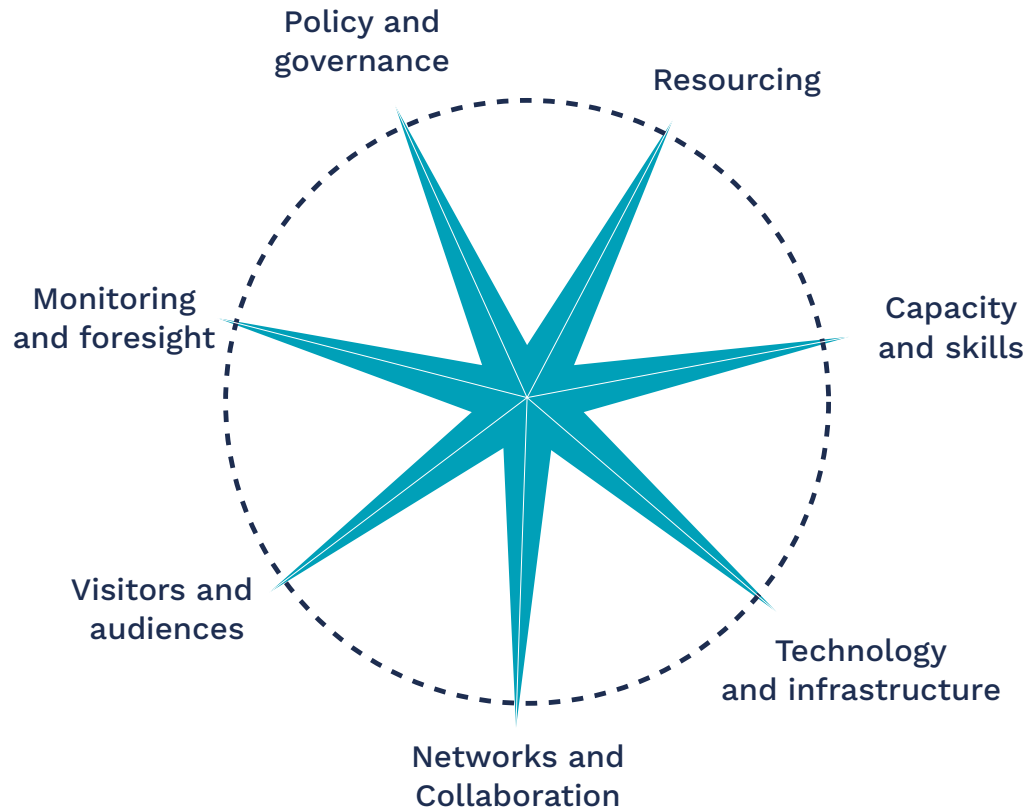 Policy and
governance
Resourcing
Capacity
and skills
Technology
and infrastructure
Networks and
Collaboration
Visitors and
audiences
Monitoring
and foresight